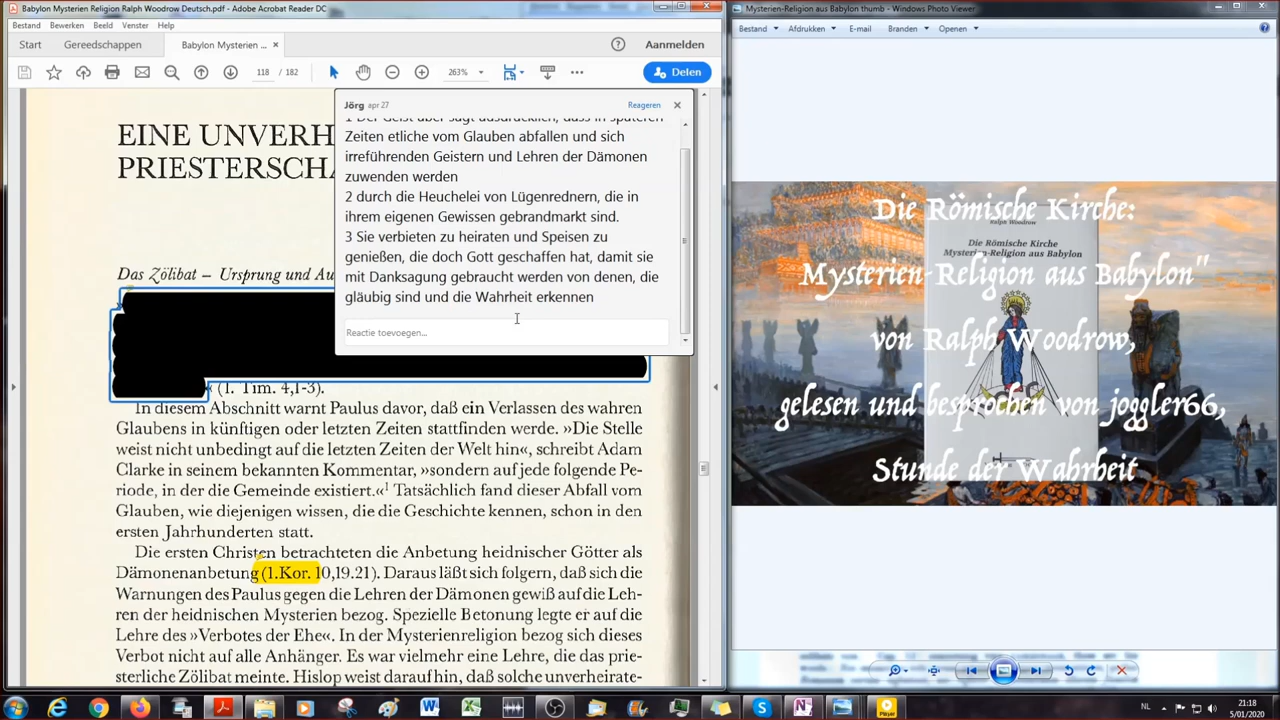 Babylon Mysterien Religion Ralph Woodrow Deutsch.pdf - Adobe Acrobat Reader DC
Bestand Bewerken Beeld Venster Help
Start Gereedschappen Babylon Mysterien ... × Aanmelden
118 / 182 263% Delen
EINE UNVERH
PRIESTERSCHA
Das Zölibat – Ursprung und Au
(1. Tim. 4,1-3).
In diesem Abschnitt warnt Paulus davor, daß ein Verlassen des wahren
Glaubens in künftigen oder letzten Zeiten stattfinden werde. »Die Stelle
weist nicht unbedingt auf die letzten Zeiten der Welt hin«, schreibt Adam
Clarke in seinem bekannten Kommentar, »sondern auf jede folgende Pe-
riode, in der die Gemeinde existiert.«¹ Tatsächlich fand dieser Abfall vom
Glauben, wie diejenigen wissen, die die Geschichte kennen, schon in den
ersten Jahrhunderten statt.
Die ersten Christen betrachteten die Anbetung heidnischer Götter als
Dämonenanbetung (1.Kor. 10,19.21). Daraus läßt sich folgern, daß sich die
Warnungen des Paulus gegen die Lehren der Dämonen gewiß auf die Leh-
ren der heidnischen Mysterien bezog. Spezielle Betonung legte er auf die
Lehre des »Verbotes der Ehe«. In der Mysterienreligion bezog sich dieses
Verbot nicht auf alle Anhänger. Es war vielmehr eine Lehre, die das prie-
sterliche Zölibat meinte. Hislop weist darauf hin, daß solche unverheirate-
Jörg apr 27 Reageren ×
1 Der Geist aber sagt ausdrücklich, dass in späteren
Zeiten etliche vom Glauben abfallen und sich
irreführenden Geistern und Lehren der Dämonen
zuwenden werden
2 durch die Heuchelei von Lügenrednern, die in
ihrem eigenen Gewissen gebrandmarkt sind.
3 Sie verbieten zu heiraten und Speisen zu
genießen, die doch Gott geschaffen hat, damit sie
mit Danksagung gebraucht werden von denen, die
gläubig sind und die Wahrheit erkennen
Reactie toevoegen...
Mysterien-Religion aus Babylon thumb - Windows Photo Viewer
Bestand Afdrukken E-mail Branden Openen
Die Römische Kirche:
Mysterien-Religion aus Babylon"
von Ralph Woodrow,
gelesen und besprochen von joggler66,
Stunde der Wahrheit
Ralph Woodrow
Die Römische Kirche
Mysterien-Religion aus Babylon
NL
21:18
5/01/2020